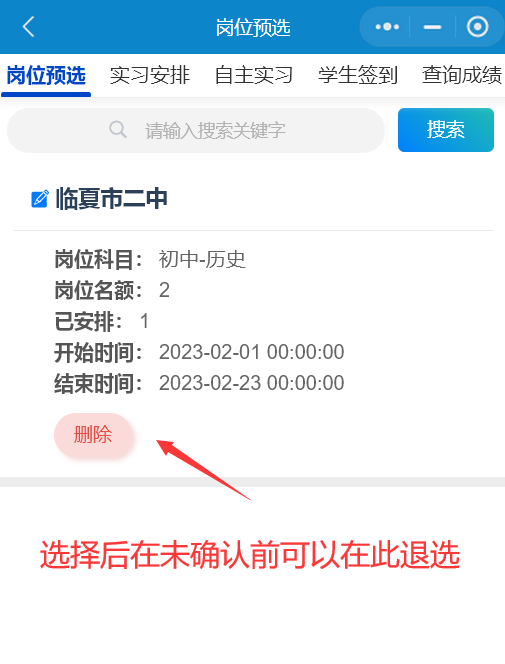 岗位预选
岗位预选 实习安排 自主实习 学生签到 查询成绩
请输入搜索关键字 搜索
临夏市二中
岗位科目： 初中-历史
岗位名额： 2
已安排： 1
开始时间： 2023-02-01 00:00:00
结束时间： 2023-02-23 00:00:00
删除
选择后在未确认前可以在此退选